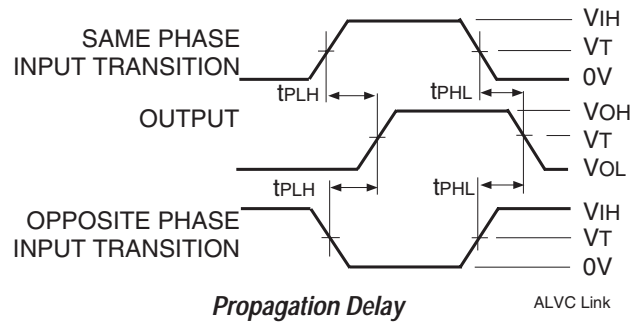 SAME PHASE
INPUT TRANSITION
VIH
VT
0V
tPLH
tPHL
OUTPUT
VOH
VT
VOL
tPLH
tPHL
OPPOSITE PHASE
INPUT TRANSITION
VIH
VT
0V
Propagation Delay
ALVC Link